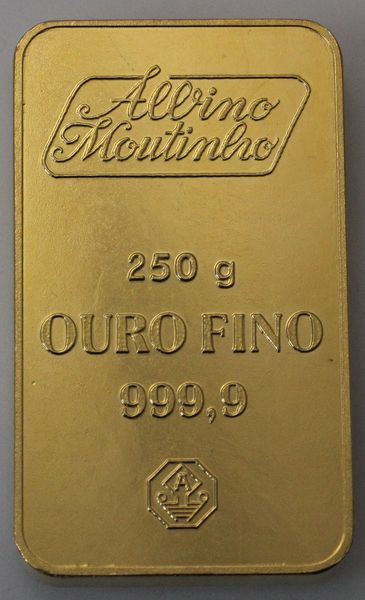 Albino
Moutinho
250 g
OURO FINO
999,9
A